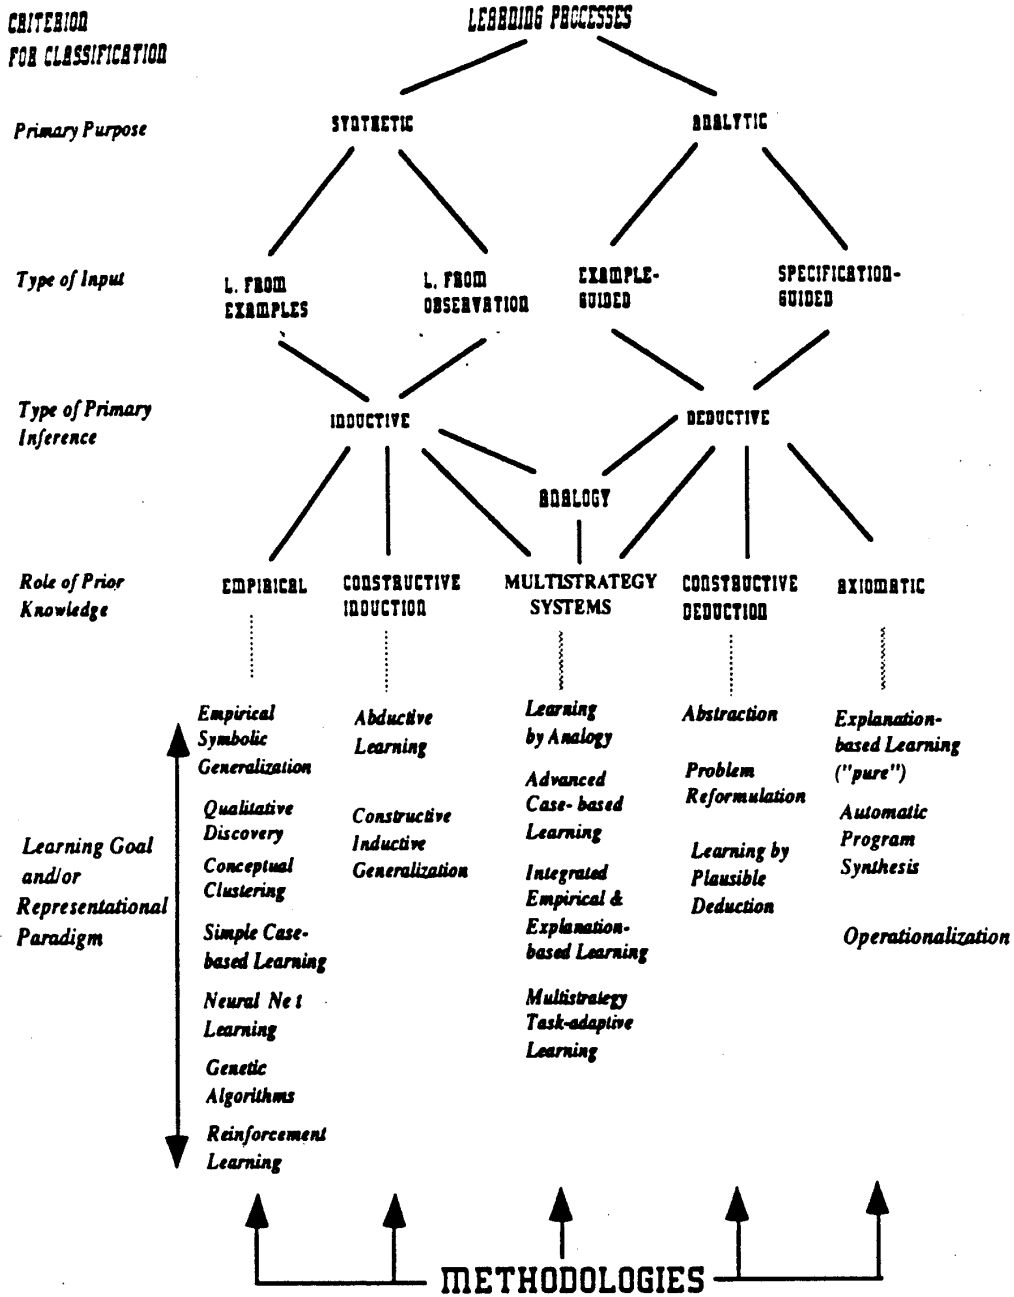 CRITERION
FOR CLASSIFICATION
LEARNING PROCESSES
Primary Purpose
SYNTHETIC
ANALYTIC
Type of Input
L. FROM
EXAMPLES
L. FROM
OBSERVATION
EXAMPLE-
GUIDED
SPECIFICATION-
GUIDED
Type of Primary
Inference
INDUCTIVE
DEDUCTIVE
ANALOGY
Role of Prior
Knowledge
EMPIRICAL
CONSTRUCTIVE
INDUCTION
MULTISTRATEGY
SYSTEMS
CONSTRUCTIVE
DEDUCTION
AXIOMATIC
Learning Goal
and/or
Representational
Paradigm
Empirical
Symbolic
Generalization
Qualitative
Discovery
Conceptual
Clustering
Simple Case-
based Learning
Neural Net
Learning
Genetic
Algorithms
Reinforcement
Learning
Abductive
Learning
Constructive
Inductive
Generalization
Learning
by Analogy
Advanced
Case-based
Learning
Integrated
Empirical &
Explanation-
based Learning
Multistrategy
Task-adaptive
Learning
Abstraction
Problem
Reformulation
Learning by
Plausible
Deduction
Explanation-
based Learning
("pure")
Automatic
Program
Synthesis
Operationalization
METHODOLOGIES